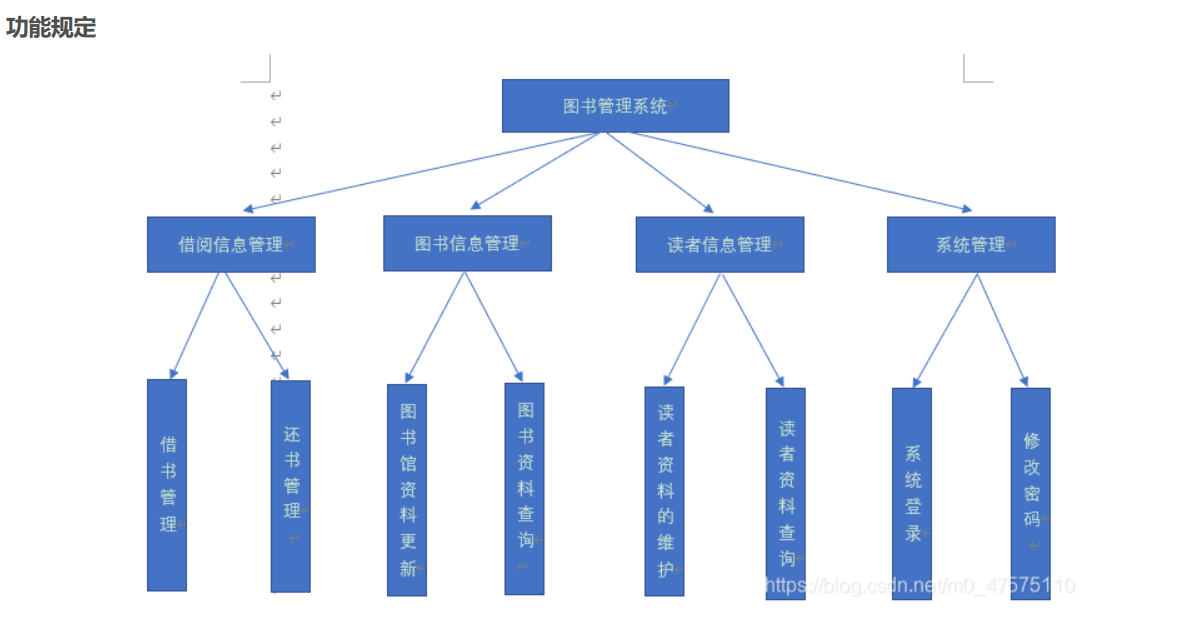 功能规定
图书管理系统
借阅信息管理
图书信息管理
读者信息管理
系统管理
借书管理
还书管理
图书馆资料更新
图书资料查询
读者资料的维护
读者资料查询
系统登录
修改密码
https://blog.csdn.net/m0_47575110